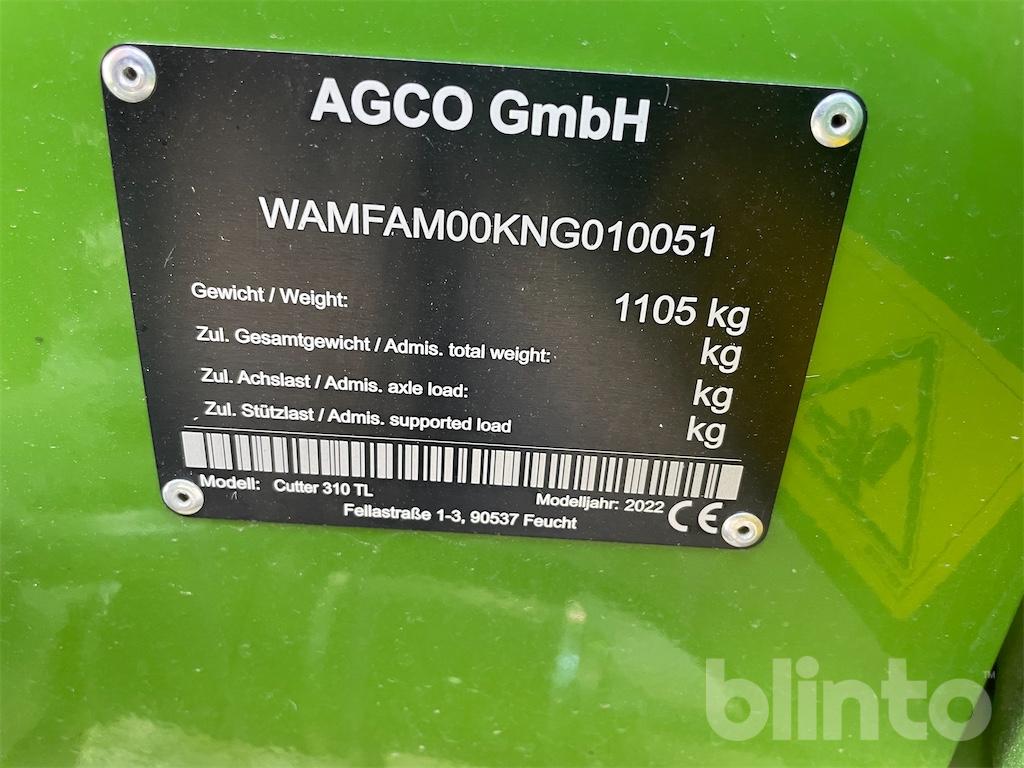 AGCO GmbH
WAMFAM00KNG010051
Gewicht / Weight: 1105 kg
Zul. Gesamtgewicht / Admis. total weight: kg
Zul. Achslast / Admis. axle load: kg
Zul. Stützlast / Admis. supported load kg
Modell: Cutter 310 TL Modelljahr: 2022 CE
Fellastraße 1-3, 90537 Feucht
blinto™